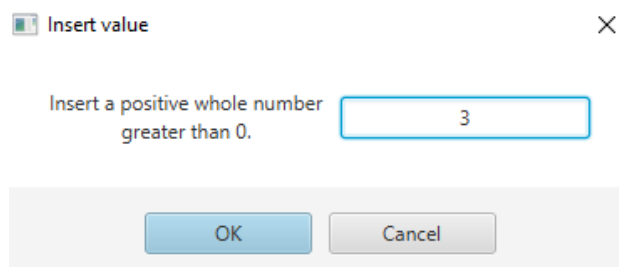 Insert value
Insert a positive whole number
greater than 0.
3
OK
Cancel